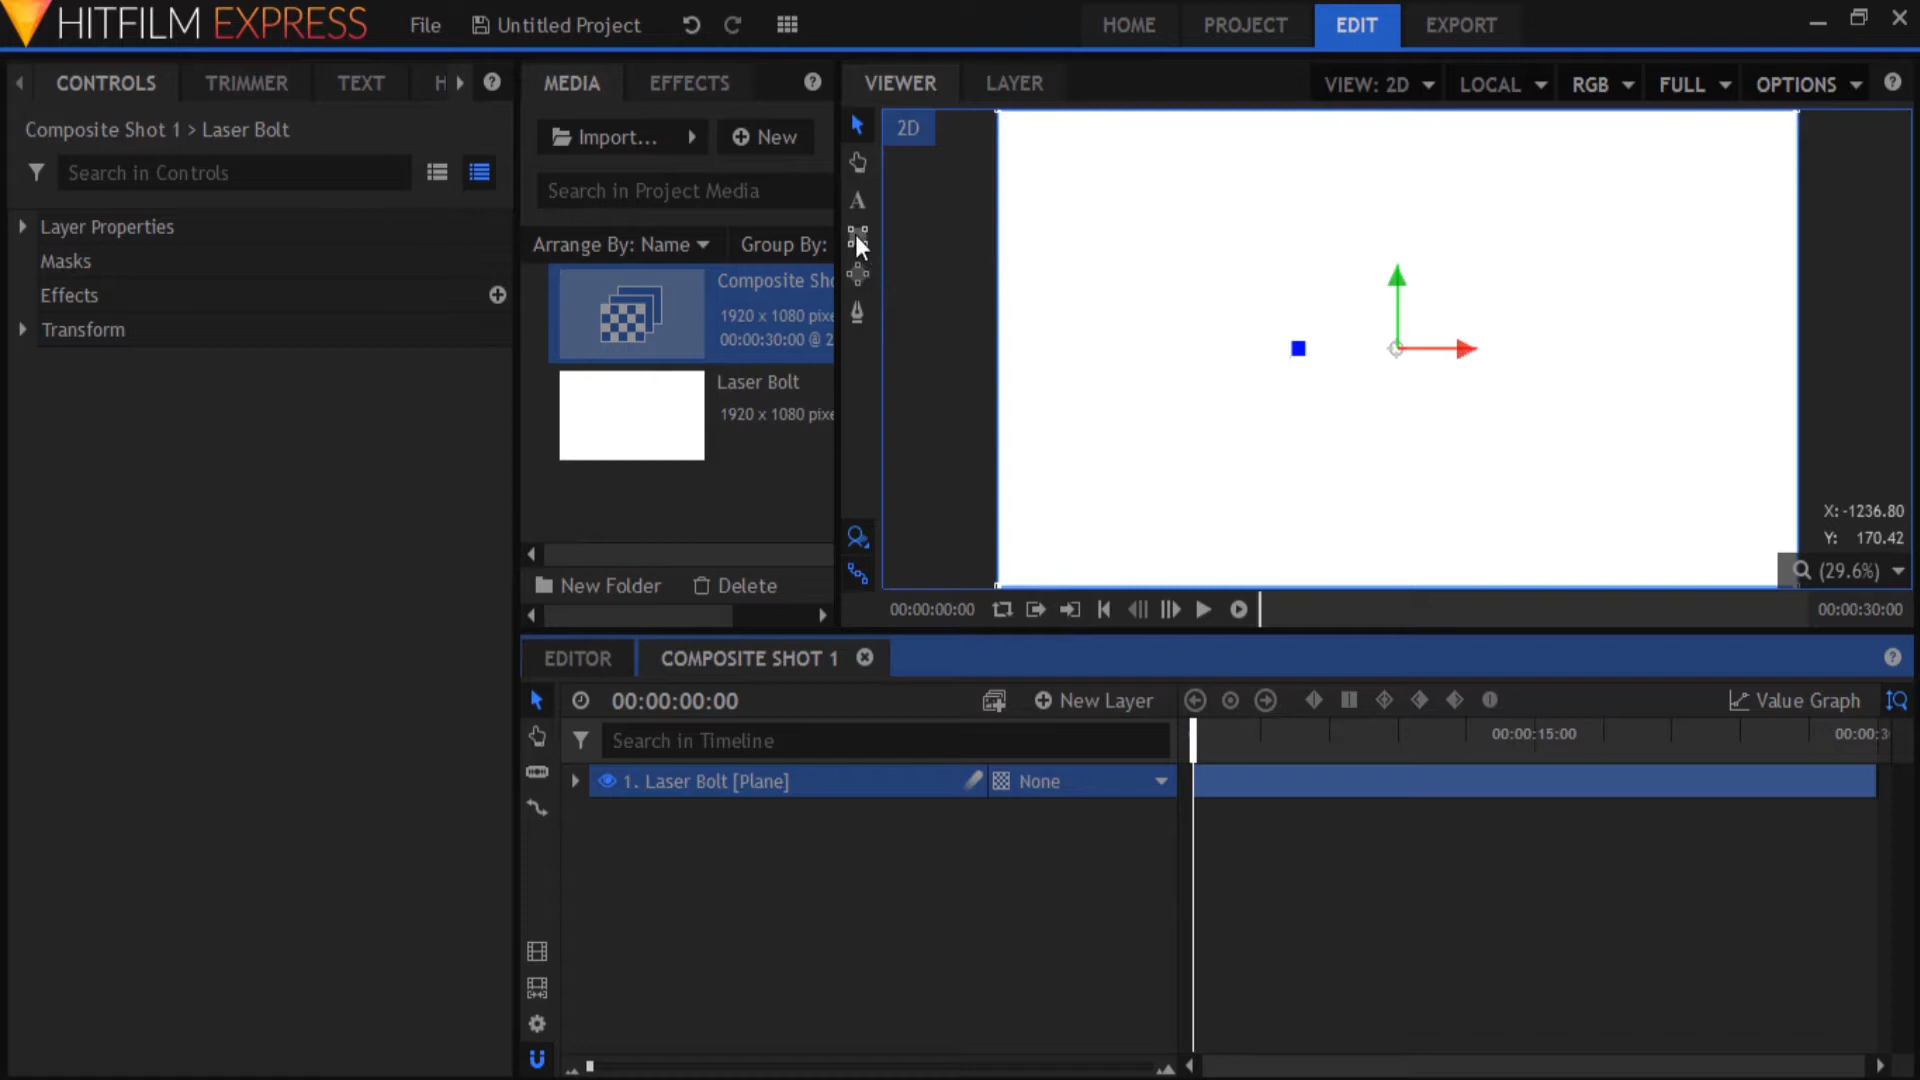 HITFILM EXPRESS
File
Untitled Project
HOME
PROJECT
EDIT
EXPORT
CONTROLS
TRIMMER
TEXT
H
MEDIA
EFFECTS
VIEWER
LAYER
VIEW: 2D
LOCAL
RGB
FULL
OPTIONS
Composite Shot 1 > Laser Bolt
Search in Controls
Layer Properties
Masks
Effects
Transform
Import...
New
Search in Project Media
Arrange By: Name
Group By:
Composite Sho
1920 x 1080 pixe
00:00:30:00 @ 2
Laser Bolt
1920 x 1080 pixe
New Folder
Delete
2D
A
X: -1236.80
Y: 170.42
(29.6%)
00:00:00:00
00:00:30:00
EDITOR
COMPOSITE SHOT 1
00:00:00:00
New Layer
Value Graph
Search in Timeline
00:00:15:00
00:00:3
1. Laser Bolt [Plane]
None